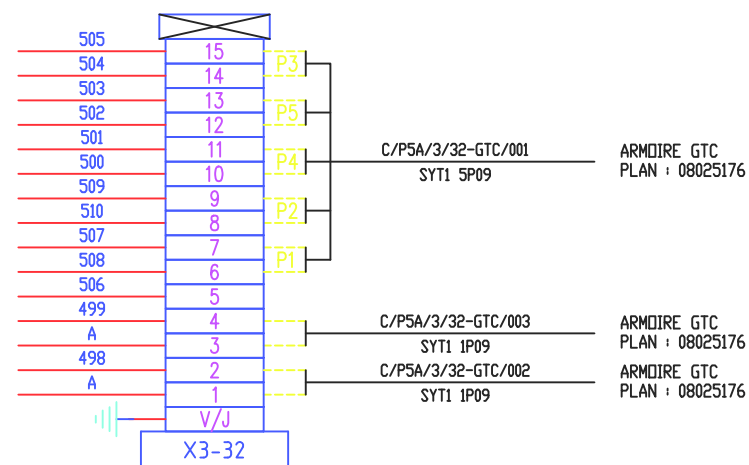 505 15
504 14 P3
503 13
502 12 P5
501 11
500 10 P4
509 9
510 8 P2
507 7
508 6 P1
506 5
499 4
A 3
498 2
A 1
V/J
X3-32
C/P5A/3/32-GTC/001
SYT1 5P09
ARMOIRE GTC
PLAN : 08025176
C/P5A/3/32-GTC/003
SYT1 1P09
ARMOIRE GTC
PLAN : 08025176
C/P5A/3/32-GTC/002
SYT1 1P09
ARMOIRE GTC
PLAN : 08025176